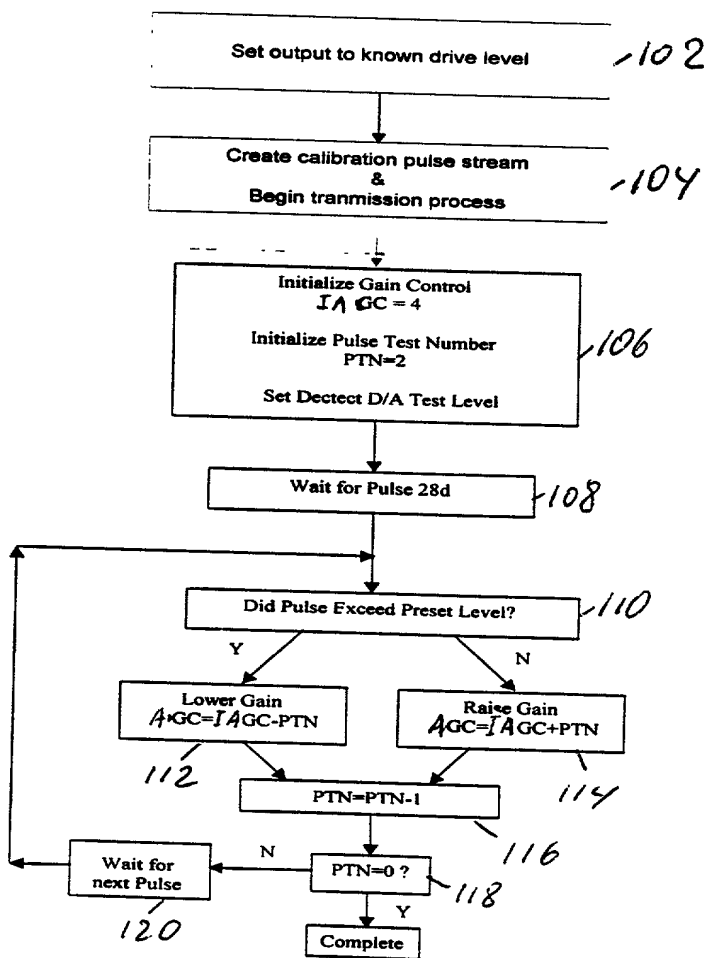 Set output to known drive level
102
Create calibration pulse stream
&
Begin tranmission process
104
Initialize Gain Control
IAGC = 4
Initialize Pulse Test Number
PTN=2
Set Dectect D/A Test Level
106
Wait for Pulse 28d
108
Did Pulse Exceed Preset Level?
110
Y
N
Lower Gain
AGC=IAGC-PTN
112
Raise Gain
AGC=IAGC+PTN
114
PTN=PTN-1
116
PTN=0 ?
118
N
Wait for
next Pulse
120
Y
Complete